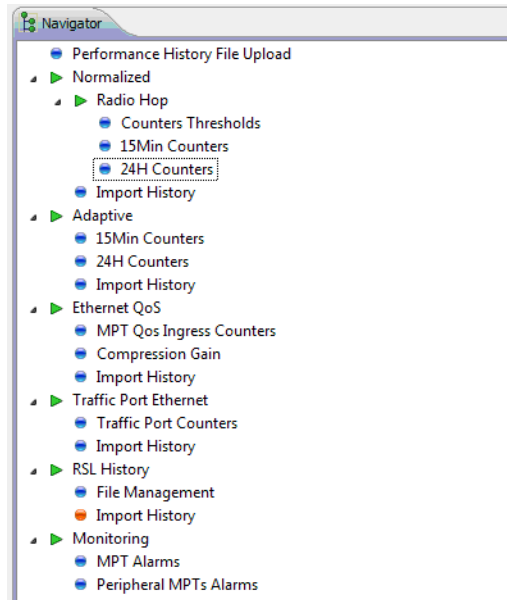 Navigator
Performance History File Upload
Normalized
Radio Hop
Counters Thresholds
15Min Counters
24H Counters
Import History
Adaptive
15Min Counters
24H Counters
Import History
Ethernet QoS
MPT Qos Ingress Counters
Compression Gain
Import History
Traffic Port Ethernet
Traffic Port Counters
Import History
RSL History
File Management
Import History
Monitoring
MPT Alarms
Peripheral MPTs Alarms